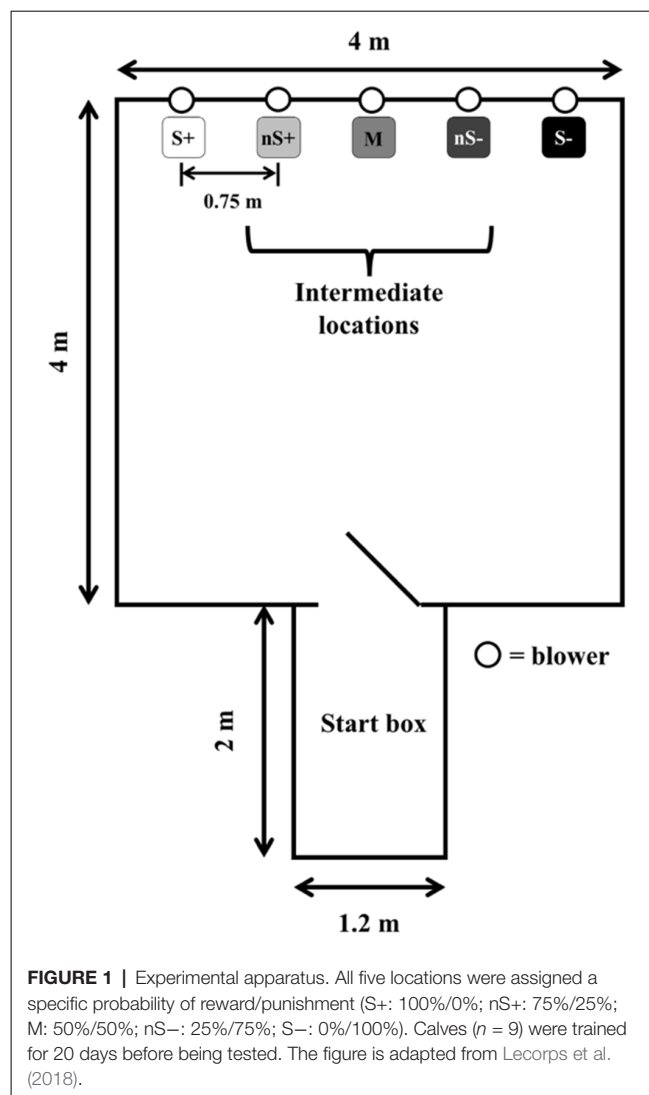 4 m
S+ nS+ M nS- S-
0.75 m
Intermediate
locations
4 m
= blower
Start box
2 m
1.2 m
FIGURE 1 | Experimental apparatus. All five locations were assigned a
specific probability of reward/punishment (S+: 100%/0%; nS+: 75%/25%;
M: 50%/50%; nS−: 25%/75%; S−: 0%/100%). Calves (n = 9) were trained
for 20 days before being tested. The figure is adapted from Lecorps et al.
(2018).